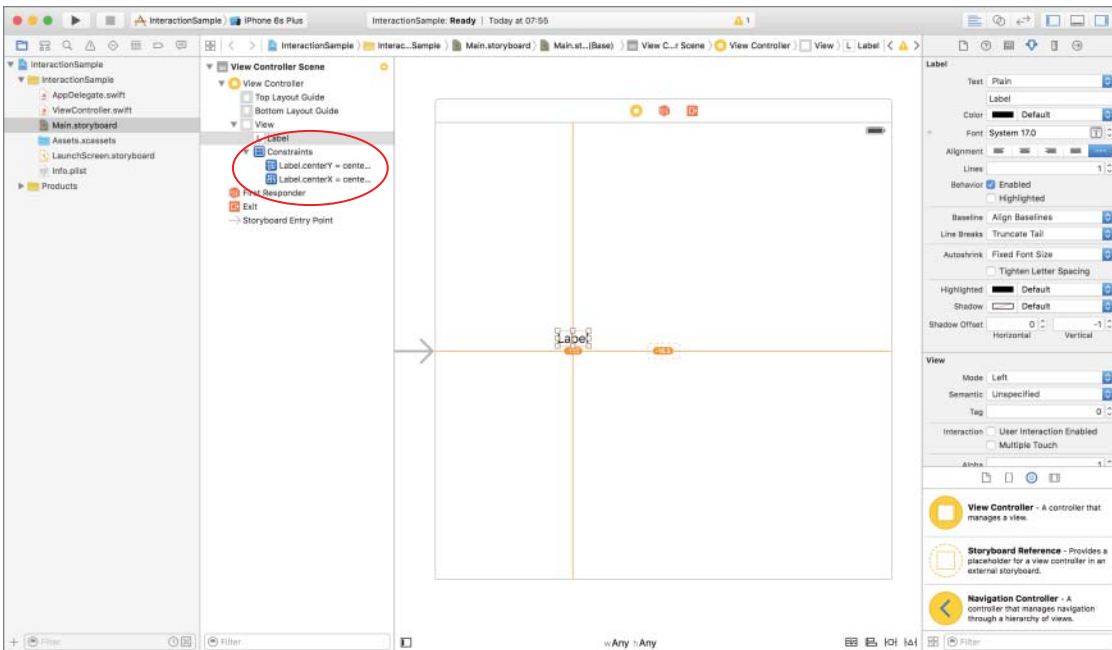 InteractionSample
iPhone 6s Plus
InteractionSample: Ready | Today at 07:55
1
InteractionSample
Interac...Sample
Main.storyboard
Main.st...(Base)
View C...r Scene
View Controller
View
L Label
InteractionSample
InteractionSample
AppDelegate.swift
ViewController.swift
Main.storyboard
Assets.xcassets
LaunchScreen.storyboard
Info.plist
Products
Filter
View Controller Scene
View Controller
Top Layout Guide
Bottom Layout Guide
View
L Label
Constraints
Label.centerY = cente...
Label.centerX = cente...
First Responder
Exit
Storyboard Entry Point
Filter
Label
wAny hAny
Label
Text Plain
Label
Color Default
Font System 17.0
Alignment
Lines 1
Behavior Enabled
Highlighted
Baseline Align Baselines
Line Breaks Truncate Tail
Autoshrink Fixed Font Size
Tighten Letter Spacing
Highlighted Default
Shadow Default
Shadow Offset 0 -1
Horizontal Vertical
View
Mode Left
Semantic Unspecified
Tag 0
Interaction User Interaction Enabled
Multiple Touch
Alpha 1
View Controller - A controller that
manages a view.
Storyboard Reference - Provides a
placeholder for a view controller in an
external storyboard.
Navigation Controller - A
controller that manages navigation
through a hierarchy of views.
Filter